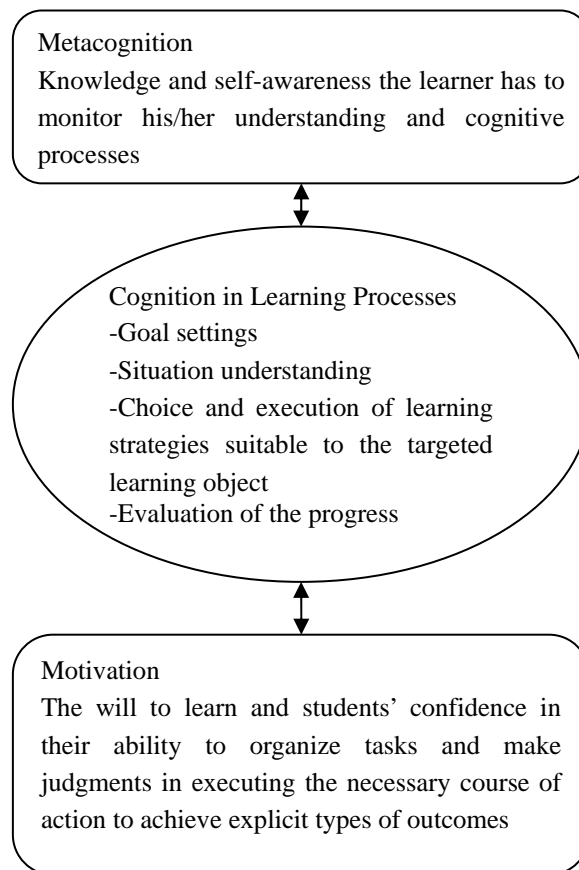 Metacognition
Knowledge and self-awareness the learner has to
monitor his/her understanding and cognitive
processes
Cognition in Learning Processes
-Goal settings
-Situation understanding
-Choice and execution of learning
strategies suitable to the targeted
learning object
-Evaluation of the progress
Motivation
The will to learn and students’ confidence in
their ability to organize tasks and make
judgments in executing the necessary course of
action to achieve explicit types of outcomes